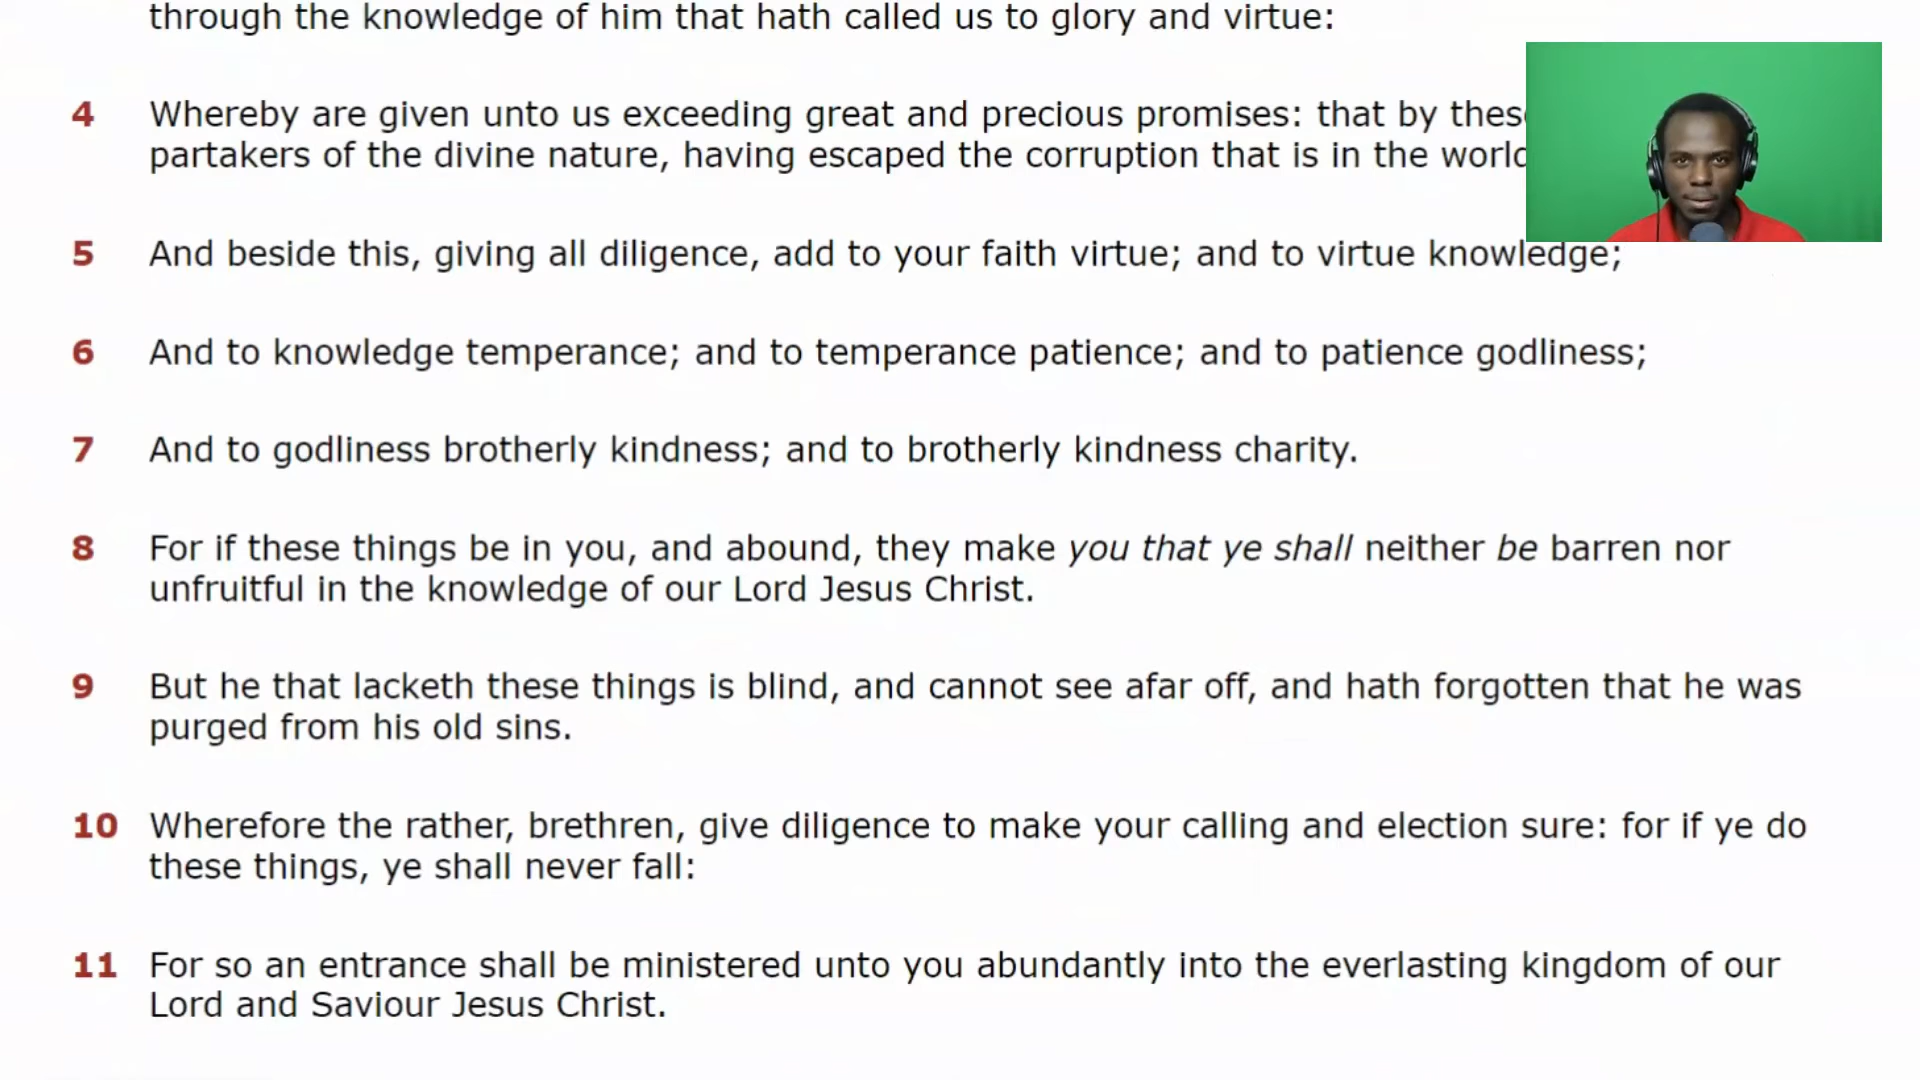 through the knowledge of him that hath called us to glory and virtue:
4 Whereby are given unto us exceeding great and precious promises: that by these
partakers of the divine nature, having escaped the corruption that is in the world
5 And beside this, giving all diligence, add to your faith virtue; and to virtue knowledge;
6 And to knowledge temperance; and to temperance patience; and to patience godliness;
7 And to godliness brotherly kindness; and to brotherly kindness charity.
8 For if these things be in you, and abound, they make you that ye shall neither be barren nor
unfruitful in the knowledge of our Lord Jesus Christ.
9 But he that lacketh these things is blind, and cannot see afar off, and hath forgotten that he was
purged from his old sins.
10 Wherefore the rather, brethren, give diligence to make your calling and election sure: for if ye do
these things, ye shall never fall:
11 For so an entrance shall be ministered unto you abundantly into the everlasting kingdom of our
Lord and Saviour Jesus Christ.